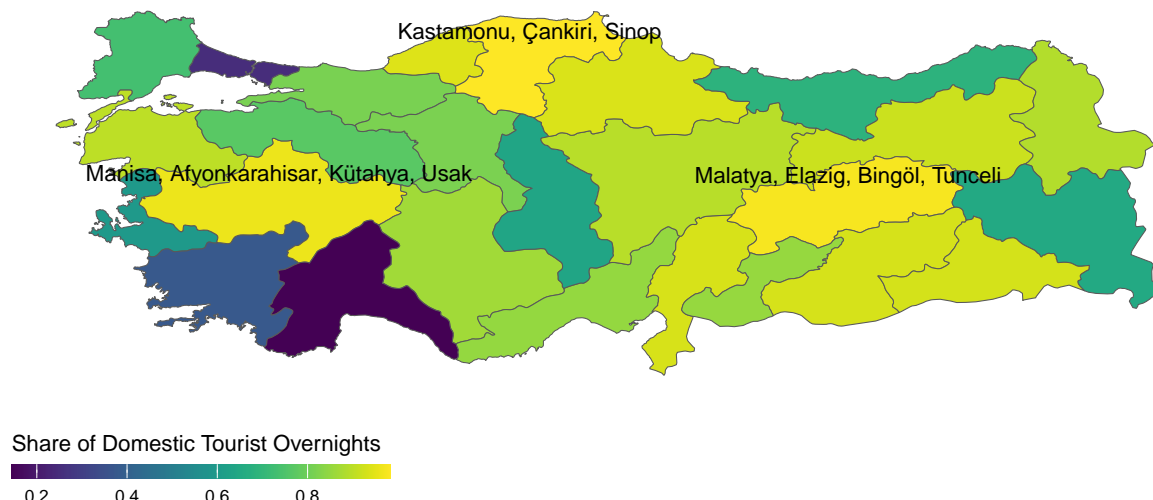 Kastamonu, Çankiri, Sinop
Manisa, Afyonkarahisar, Kütahya, Usak
Malatya, Elazig, Bingöl, Tunceli
Share of Domestic Tourist Overnights
0.2 0.4 0.6 0.8